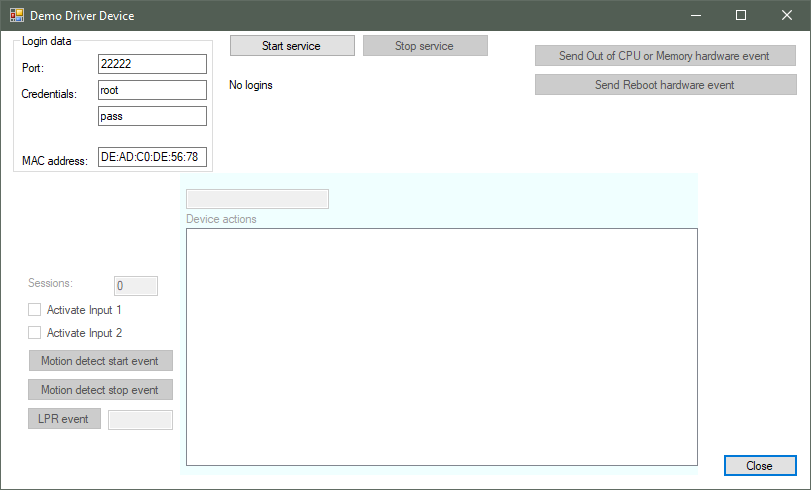 Demo Driver Device
Login data
Port:
22222
Credentials:
root
pass
MAC address:
DE:AD:C0:DE:56:78
Start service
Stop service
No logins
Send Out of CPU or Memory hardware event
Send Reboot hardware event
Device actions
Sessions:
0
Activate Input 1
Activate Input 2
Motion detect start event
Motion detect stop event
LPR event
Close